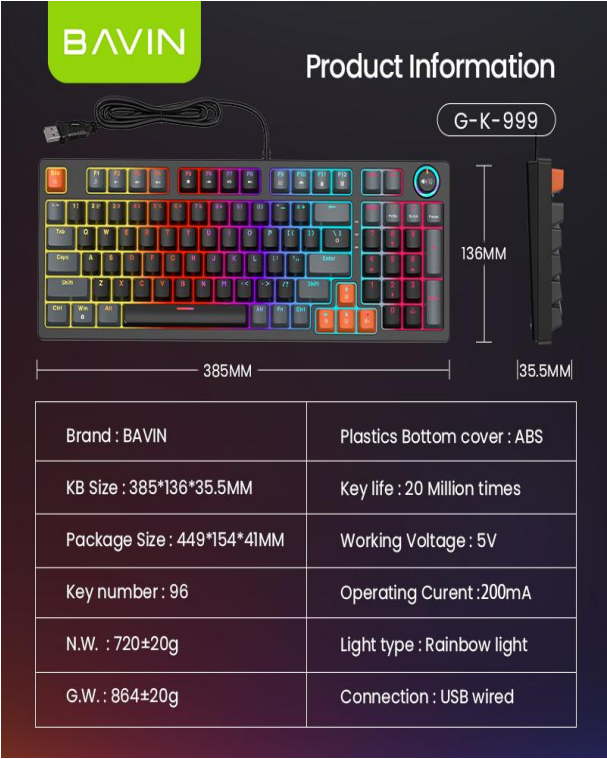 BAVIN
Product Information
G-K-999
136MM
385MM
35.5MM
Brand : BAVIN
Plastics Bottom cover : ABS
KB Size : 385*136*35.5MM
Key life : 20 Million times
Package Size : 449*154*41MM
Working Voltage : 5V
Key number : 96
Operating Curent :200mA
N.W. : 720±20g
Light type : Rainbow light
G.W. : 864±20g
Connection : USB wired